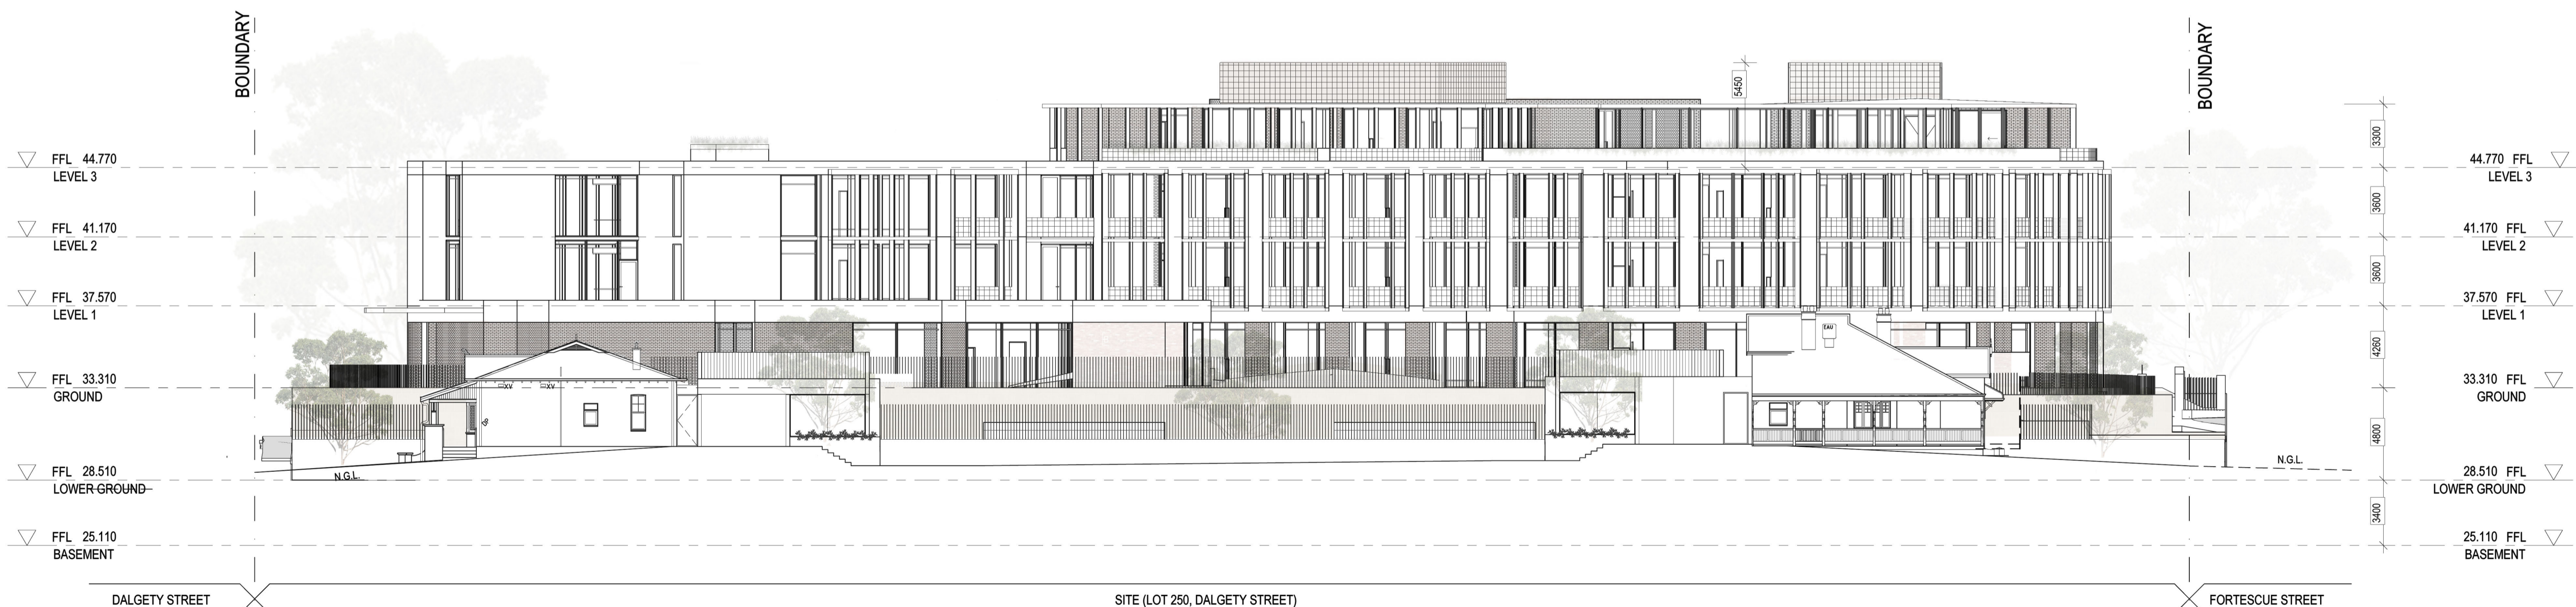 BOUNDARY
BOUNDARY
5450
3300
FFL 44.770
LEVEL 3
44.770 FFL
LEVEL 3
3600
FFL 41.170
LEVEL 2
41.170 FFL
LEVEL 2
3600
FFL 37.570
LEVEL 1
37.570 FFL
LEVEL 1
EAU
4260
FFL 33.310
GROUND
XV
XV
33.310 FFL
GROUND
4800
FFL 28.510
LOWER GROUND
N.G.L.
N.G.L.
28.510 FFL
LOWER GROUND
3400
FFL 25.110
BASEMENT
25.110 FFL
BASEMENT
DALGETY STREET
SITE (LOT 250, DALGETY STREET)
FORTESCUE STREET